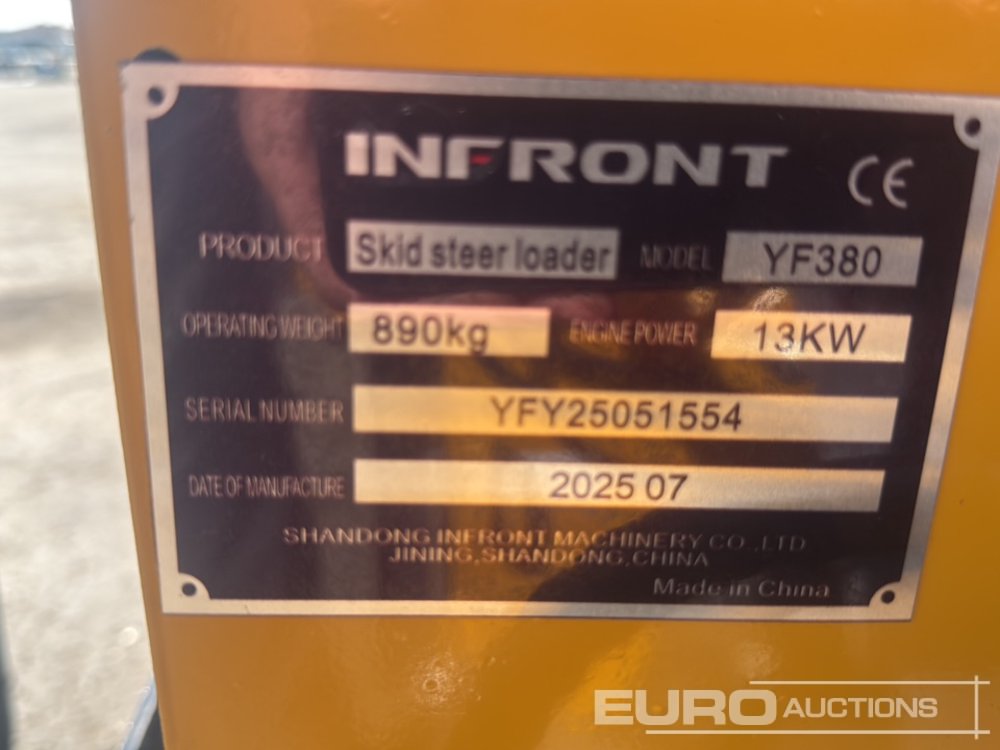 INFRONT CE
PRODUCT Skid steer loader MODEL YF380
OPERATING WEIGHT 890kg ENGINE POWER 13KW
SERIAL NUMBER YFY25051554
DATE OF MANUFACTURE 2025 07
SHANDONG INFRONT MACHINERY CO.,LTD
JINING,SHANDONG,CHINA
Made in China
EURO AUCTIONS